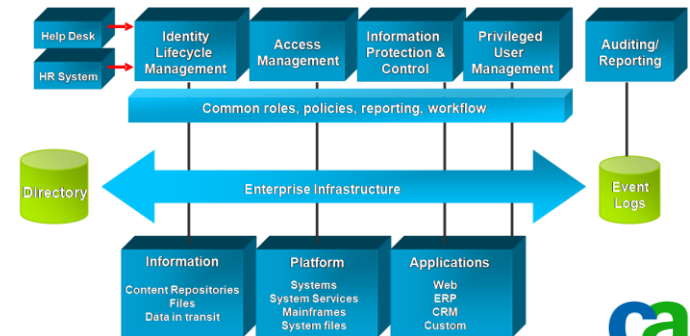 Help Desk
HR System
Identity
Lifecycle
Management
Access
Management
Information
Protection &
Control
Privileged
User
Management
Auditing/
Reporting
Common roles, policies, reporting, workflow
Directory
Enterprise Infrastructure
Event
Logs
Information
Content Repositories
Files
Data in transit
Platform
Systems
System Services
Mainframes
System files
Applications
Web
ERP
CRM
Custom
ca